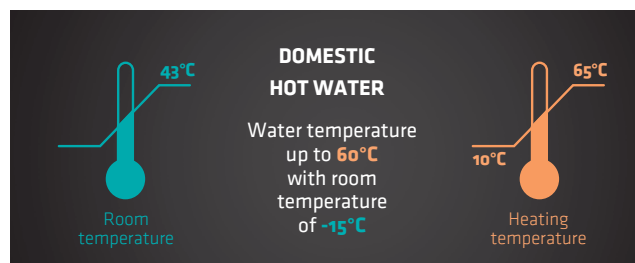 43°C
Room
temperature
DOMESTIC
HOT WATER
Water temperature
up to 60°C
with room
temperature
of -15°C
65°C
10°C
Heating
temperature